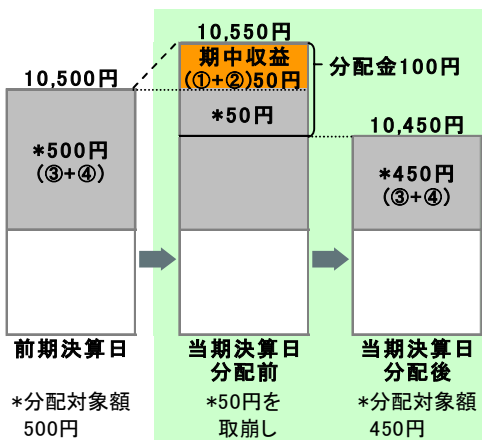 10,550円
期中収益
(①+②)50円
分配金100円
10,500円
*50円
10,450円
*500円
(③+④)
*450円
(③+④)
前期決算日
当期決算日
分配前
当期決算日
分配後
*分配対象額
500円
*50円を
取崩し
*分配対象額
450円